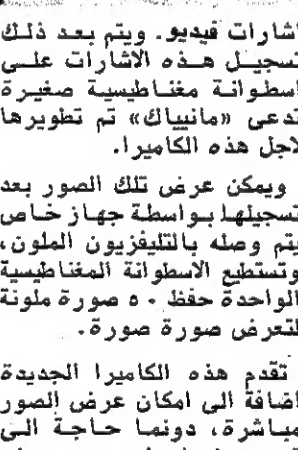 اشارات فيديو. ويتم بعد ذلك
تسجيل هذه الاشارات على
اسطوانة مغناطيسية صغيرة
تدعى «مانيباك» تم تطويرها
لاجل هذه الكاميرا.
ويمكن عرض تلك الصور بعد
تسجيلها بواسطة جهاز خاص
يتم وصله بالتليفزيون الملون،
وتستطيع الاسطوانة المغناطيسية
الواحدة حفظ ٥٠ صورة ملونة
لتعرض صورة صورة.
تقدم هذه الكاميرا الجديدة
اضافة الى امكان عرض الصور
مباشرة، دونما حاجة الى